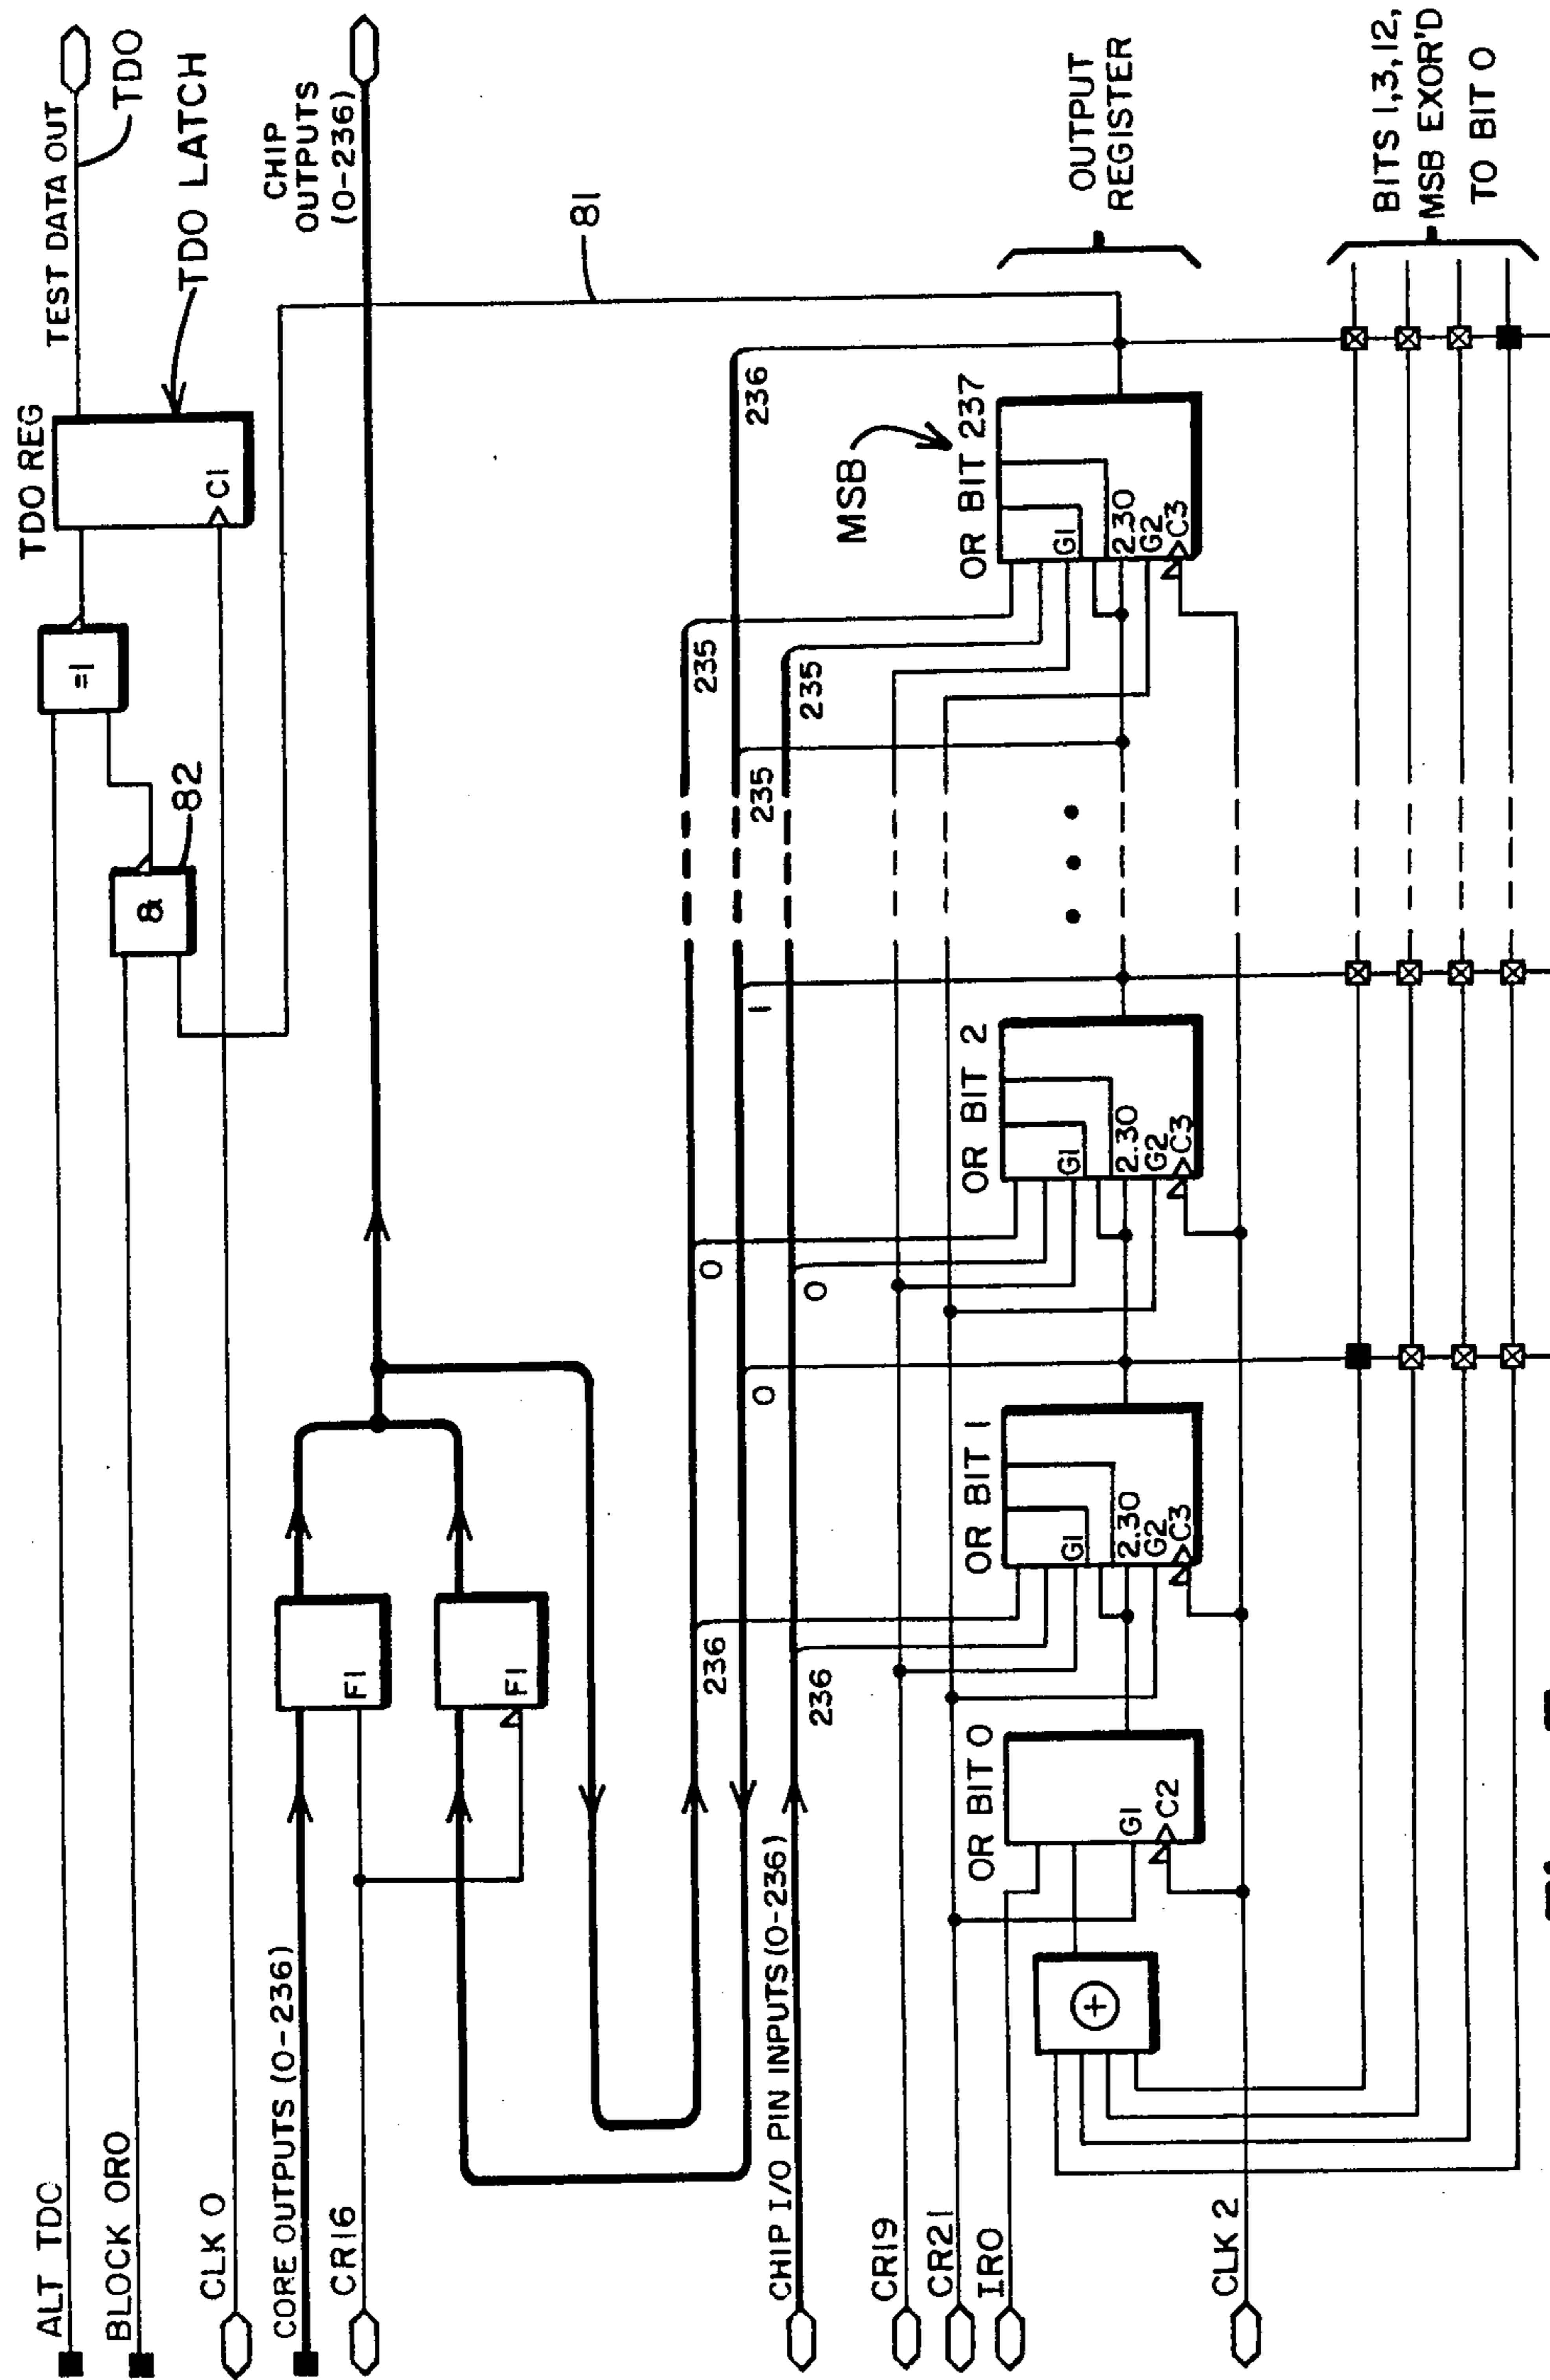 ALT TDO
BLOCK ORO
CLK 0
CORE OUTPUTS (0-236)
CR16
CHIP I/O PIN INPUTS (0-236)
CR19
CR21
IRO
CLK 2
&
82
=1
TDO REG
C1
TEST DATA OUT
TDO
TDO LATCH
CHIP
OUTPUTS
(0-236)
F1
F1
81
236
0
235
236
0
1
235
236
0
235
OR BIT 0
G1
C2
OR BIT 1
G1
2.30
G2
C3
OR BIT 2
G1
2.30
G2
C3
MSB
OR BIT 237
G1
2.30
G2
C3
OUTPUT
REGISTER
+
BITS 1,3,12,
MSB EXOR'D
TO BIT 0